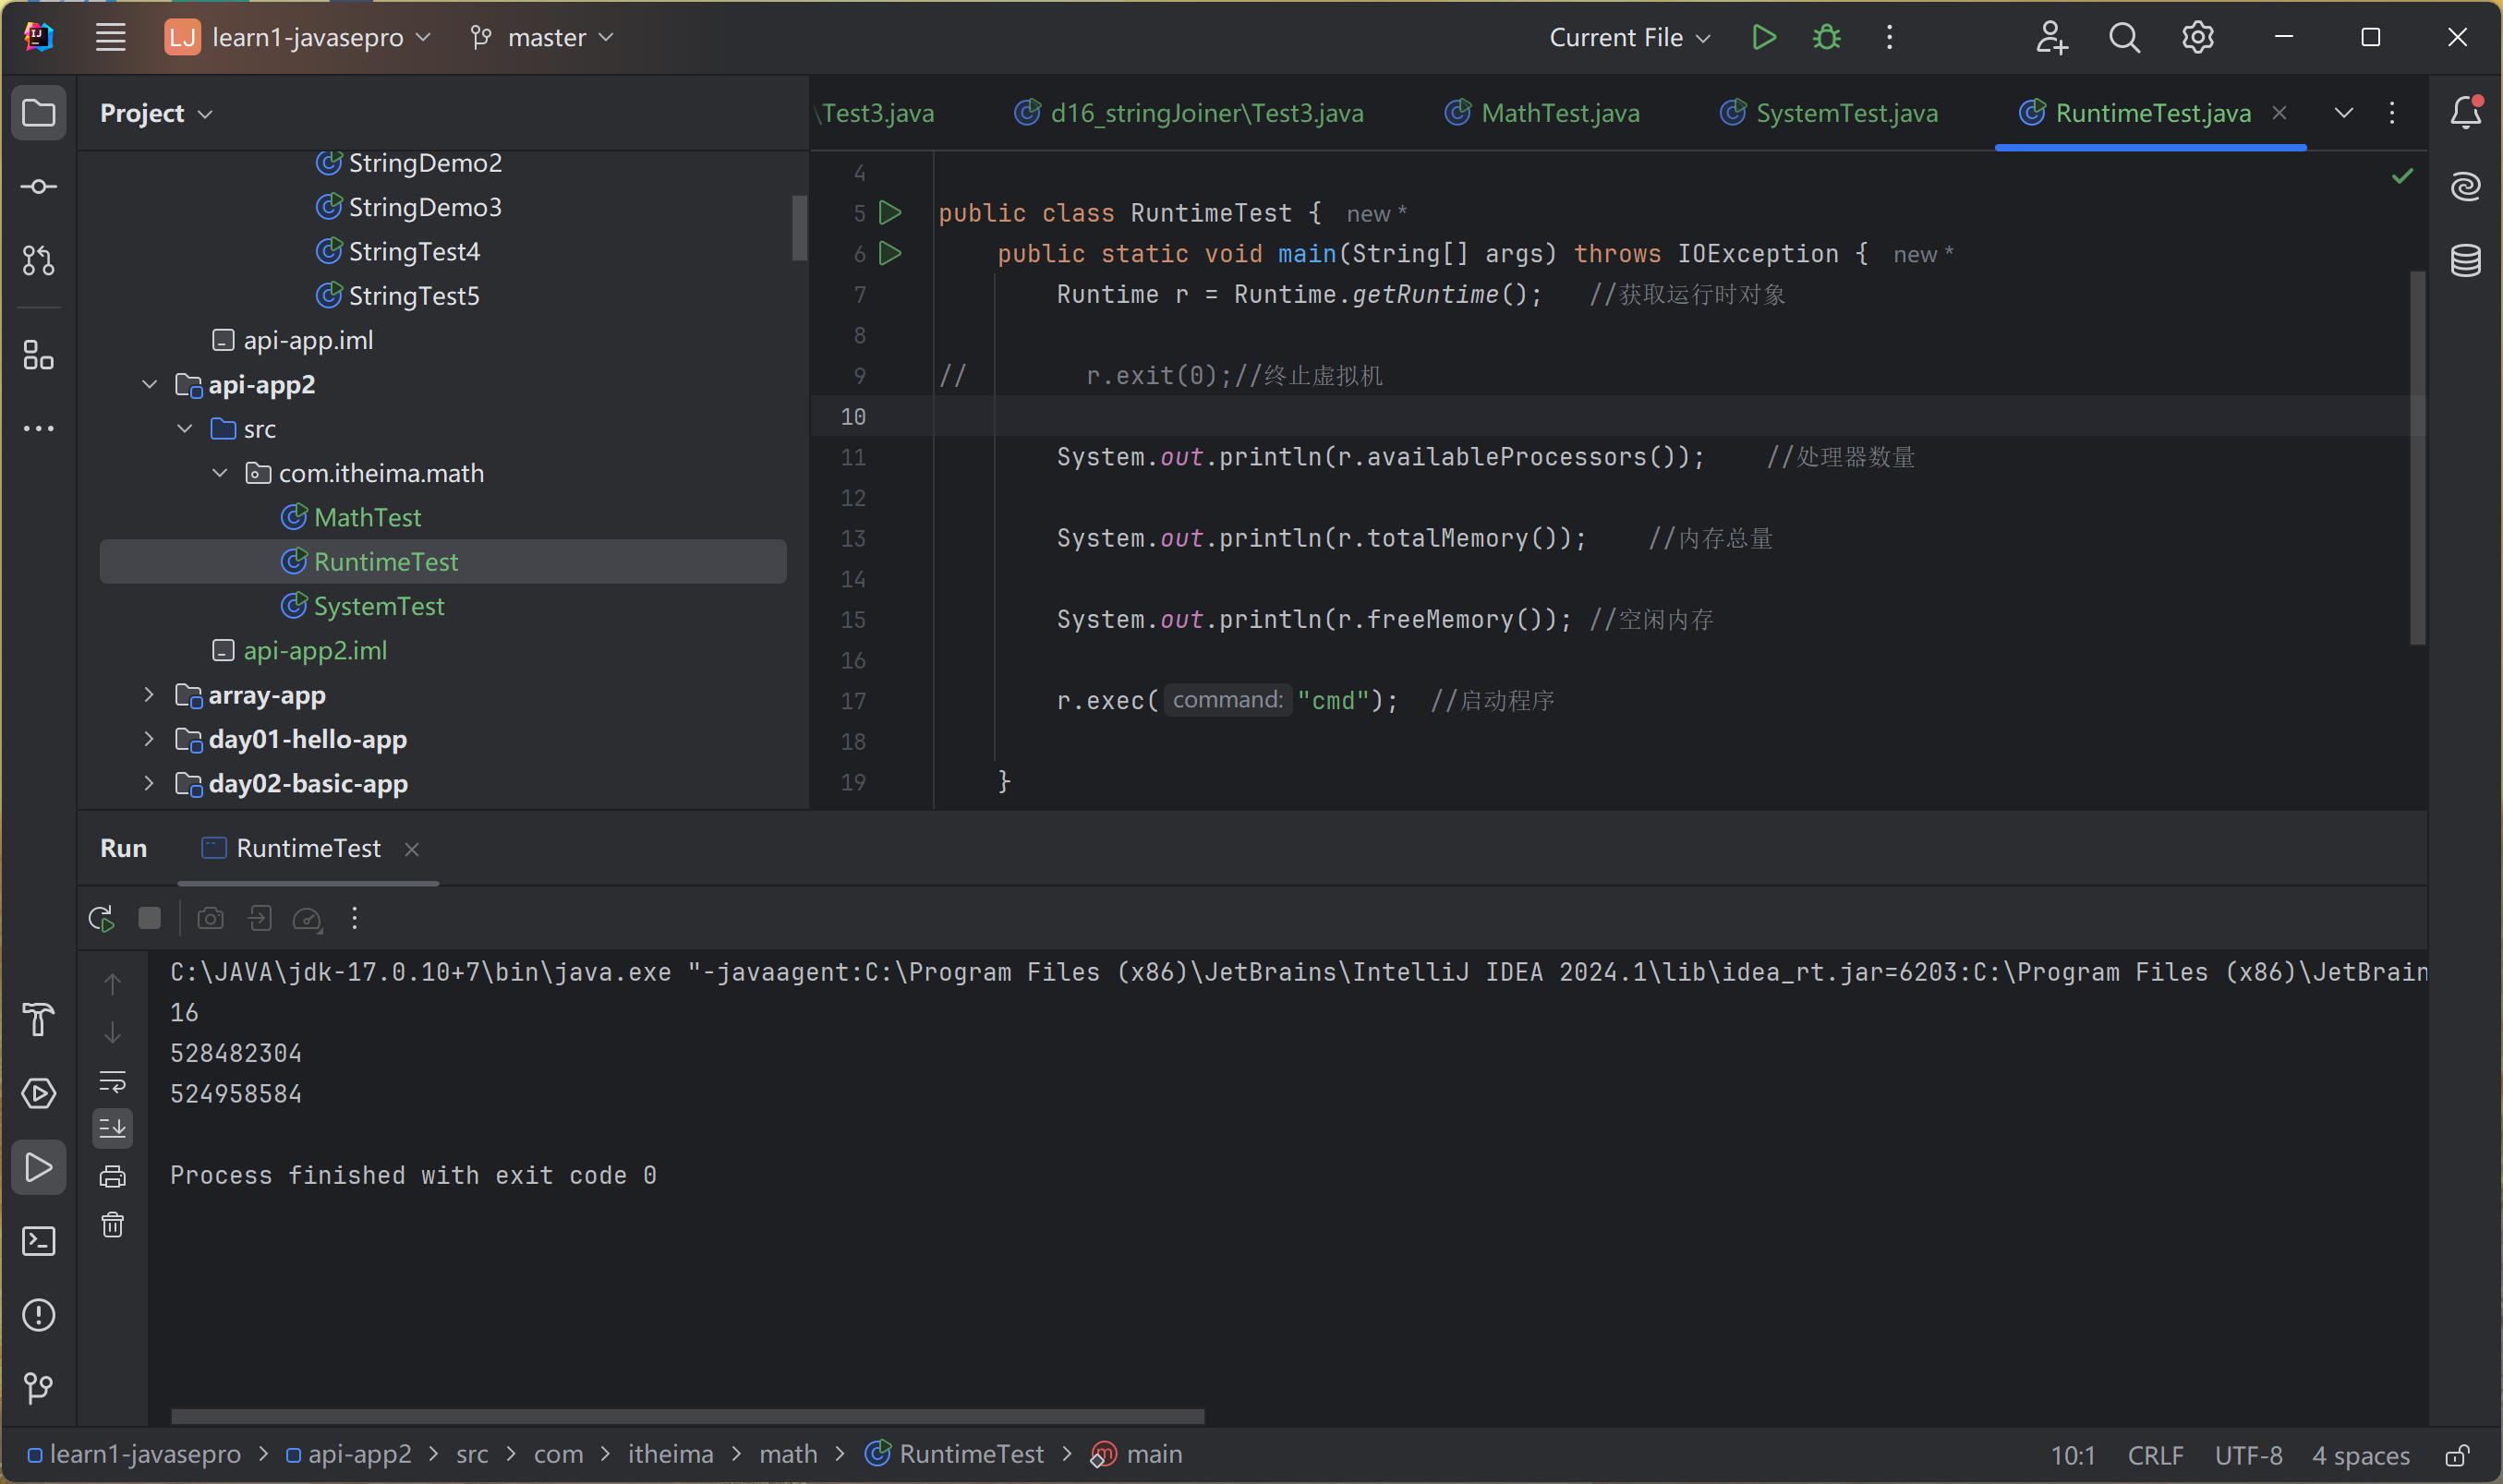 LJ learn1-javasepro master Current File
Project
StringDemo2
StringDemo3
StringTest4
StringTest5
api-app.iml
api-app2
src
com.itheima.math
MathTest
RuntimeTest
SystemTest
api-app2.iml
array-app
day01-hello-app
day02-basic-app
\Test3.java d16_stringJoiner\Test3.java MathTest.java SystemTest.java RuntimeTest.java
4
5 public class RuntimeTest { new *
6 public static void main(String[] args) throws IOException { new *
7 Runtime r = Runtime.getRuntime(); //获取运行时对象
8
9 // r.exit(0);//终止虚拟机
10
11 System.out.println(r.availableProcessors()); //处理器数量
12
13 System.out.println(r.totalMemory()); //内存总量
14
15 System.out.println(r.freeMemory()); //空闲内存
16
17 r.exec( command: "cmd"); //启动程序
18
19 }
Run RuntimeTest
C:\JAVA\jdk-17.0.10+7\bin\java.exe "-javaagent:C:\Program Files (x86)\JetBrains\IntelliJ IDEA 2024.1\lib\idea_rt.jar=6203:C:\Program Files (x86)\JetBrain
16
528482304
524958584
Process finished with exit code 0
learn1-javasepro > api-app2 > src > com > itheima > math > RuntimeTest > main 10:1 CRLF UTF-8 4 spaces